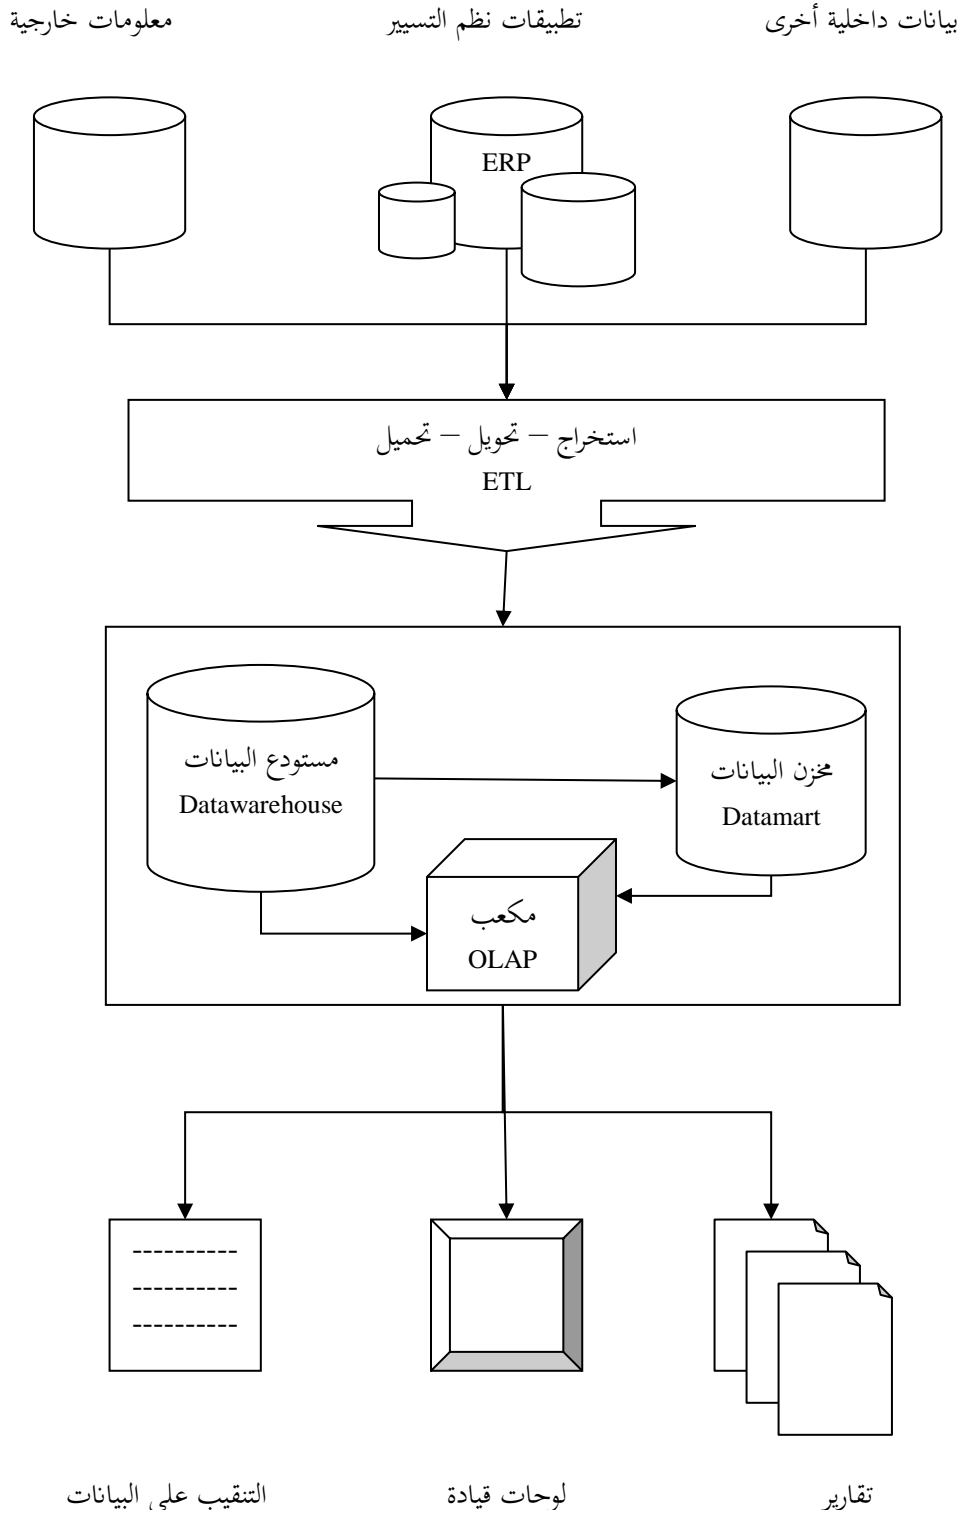 بيانات داخلية أخرى
تطبيقات نظم التسيير
معلومات خارجية
ERP
استخراج – تحويل – تحميل
ETL
مستودع البيانات
Datawarehouse
مخزن البيانات
Datamart
مكعب
OLAP
تقارير
لوحات قيادة
التنقيب على البيانات